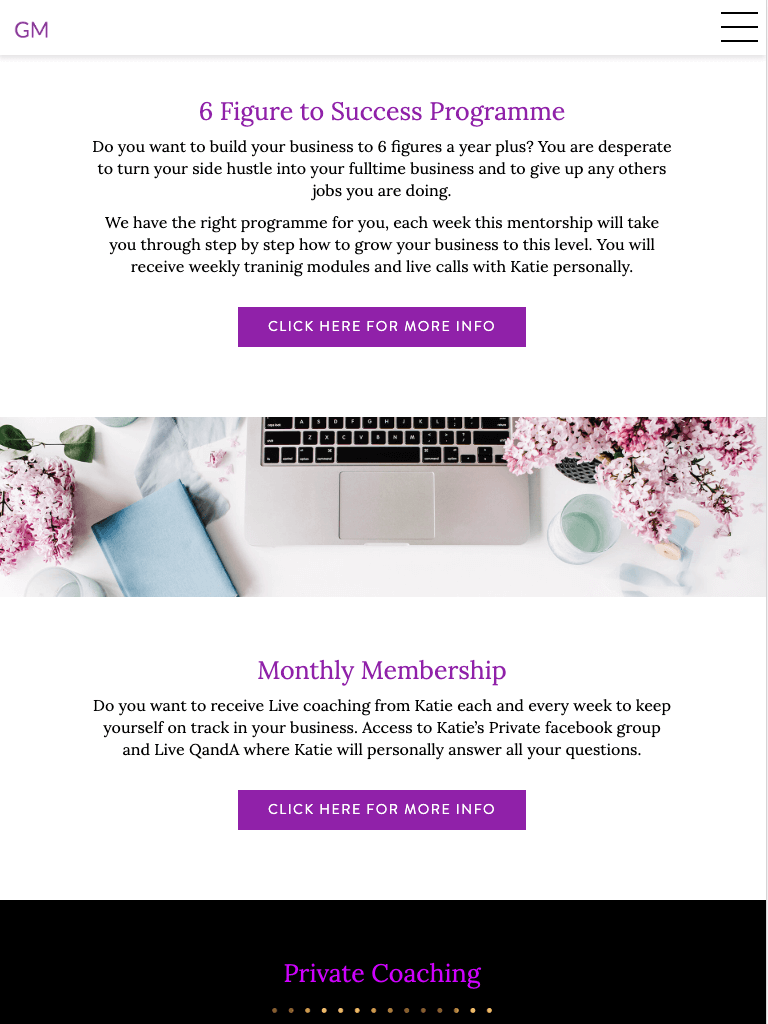 GM
6 Figure to Success Programme
Do you want to build your business to 6 figures a year plus? You are desperate
to turn your side hustle into your fulltime business and to give up any others
jobs you are doing.
We have the right programme for you, each week this mentorship will take
you through step by step how to grow your business to this level. You will
receive weekly traninig modules and live calls with Katie personally.
CLICK HERE FOR MORE INFO
Monthly Membership
Do you want to receive Live coaching from Katie each and every week to keep
yourself on track in your business. Access to Katie’s Private facebook group
and Live QandA where Katie will personally answer all your questions.
CLICK HERE FOR MORE INFO
Private Coaching